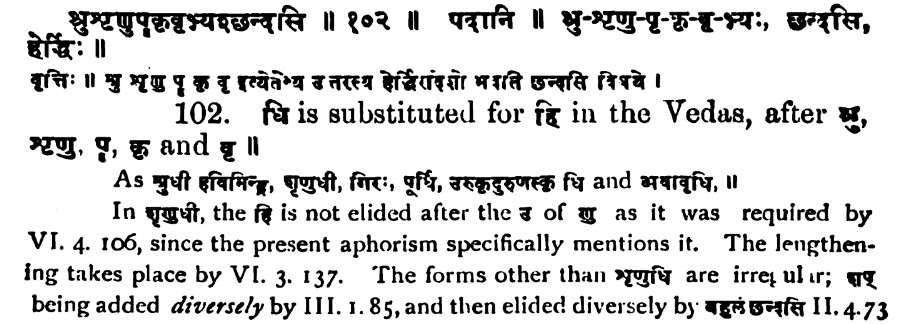 श्रुशृणुपॄकृवृभ्यश्छन्दसि ॥ १०२ ॥ पदानि ॥ श्रु-शृणु-पॄ-कृ-वृ-भ्यः, छन्दसि,
हेर्द्धिः ॥
वृत्तिः ॥ श्रु शृणु पॄ कृ वृ इत्येतेभ्य उत्तरस्य हेर्द्धिरादेशो भवति छन्दसि विषये ।
102. धि is substituted for हि in the Vedas, after श्रु,
शृणु, पॄ, कृ and वृ ॥
As श्रुधी हवमिन्द्र, शृणुधी, गिरः, पूर्धि, उरुकृदुरुणस्कृ धि and अपावृधि, ॥
In शृणुधी, the हि is not elided after the उ of णु as it was required by
VI. 4. 106, since the present aphorism specifically mentions it. The lengthen-
ing takes place by VI. 3. 137. The forms other than शृणुधि are irregular; शप्
being added diversely by III. 1. 85, and then elided diversely by बहुलं छन्दसि II. 4. 73